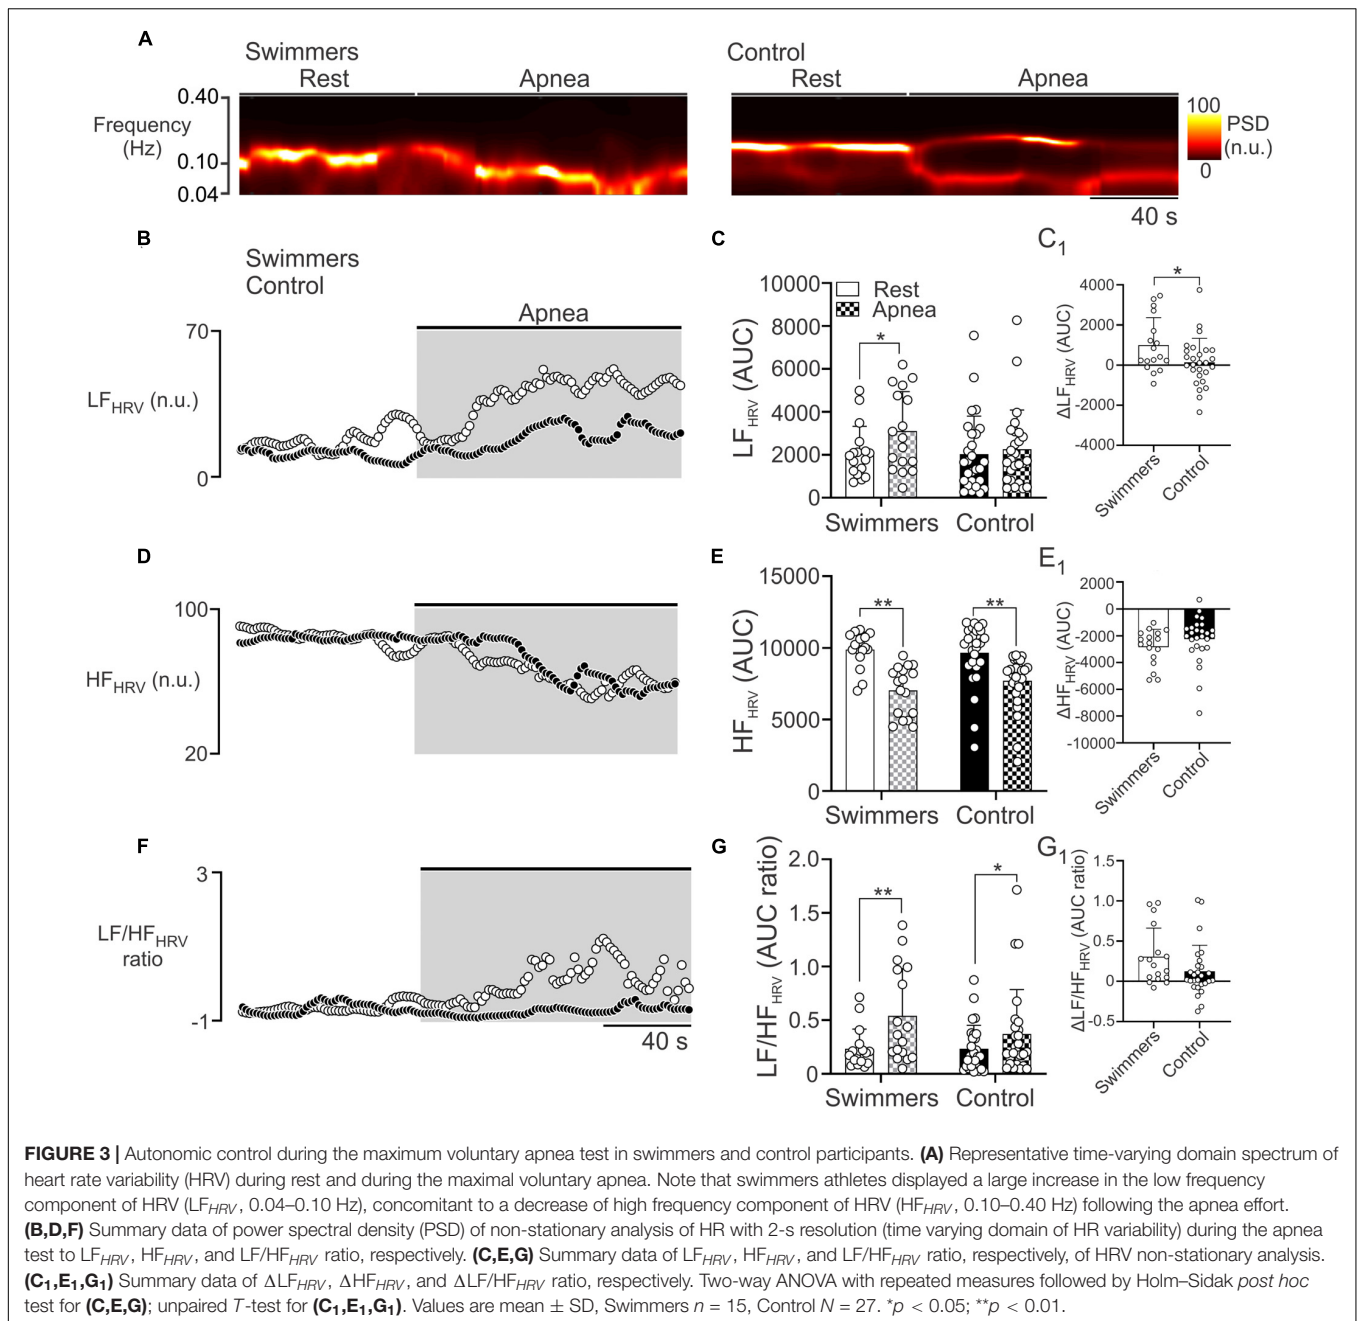 A
Swimmers
Control
Rest
Apnea
Rest
Apnea
0.40
Frequency
(Hz)
0.10
0.04
100
PSD
(n.u.)
0
40 s
B
Swimmers
Control
Apnea
70
LFHRV (n.u.)
0
C
10000
8000
6000
4000
2000
0
LFHRV (AUC)
Rest
Apnea
*
Swimmers
Control
C1
4000
2000
0
-2000
-4000
ΔLFHRV (AUC)
*
Swimmers
Control
D
100
HFHRV (n.u.)
20
E
15000
10000
5000
0
HFHRV (AUC)
**
**
Swimmers
Control
E1
2000
0
-2000
-4000
-6000
-8000
-10000
ΔHFHRV (AUC)
Swimmers
Control
F
3
LF/HFHRV
ratio
-1
40 s
G
2.0
1.5
1.0
0.5
0
LF/HFHRV (AUC ratio)
**
*
Swimmers
Control
G1
1.5
1.0
0.5
0
-0.5
ΔLF/HFHRV (AUC ratio)
Swimmers
Control
FIGURE 3 | Autonomic control during the maximum voluntary apnea test in swimmers and control participants. (A) Representative time-varying domain spectrum of
heart rate variability (HRV) during rest and during the maximal voluntary apnea. Note that swimmers athletes displayed a large increase in the low frequency
component of HRV (LFHRV, 0.04–0.10 Hz), concomitant to a decrease of high frequency component of HRV (HFHRV, 0.10–0.40 Hz) following the apnea effort.
(B,D,F) Summary data of power spectral density (PSD) of non-stationary analysis of HR with 2-s resolution (time varying domain of HR variability) during the apnea
test to LFHRV, HFHRV, and LF/HFHRV ratio, respectively. (C,E,G) Summary data of LFHRV, HFHRV, and LF/HFHRV ratio, respectively, of HRV non-stationary analysis.
(C1,E1,G1) Summary data of ΔLFHRV, ΔHFHRV, and ΔLF/HFHRV ratio, respectively. Two-way ANOVA with repeated measures followed by Holm–Sidak post hoc
test for (C,E,G); unpaired T-test for (C1,E1,G1). Values are mean ± SD, Swimmers n = 15, Control N = 27. *p < 0.05; **p < 0.01.